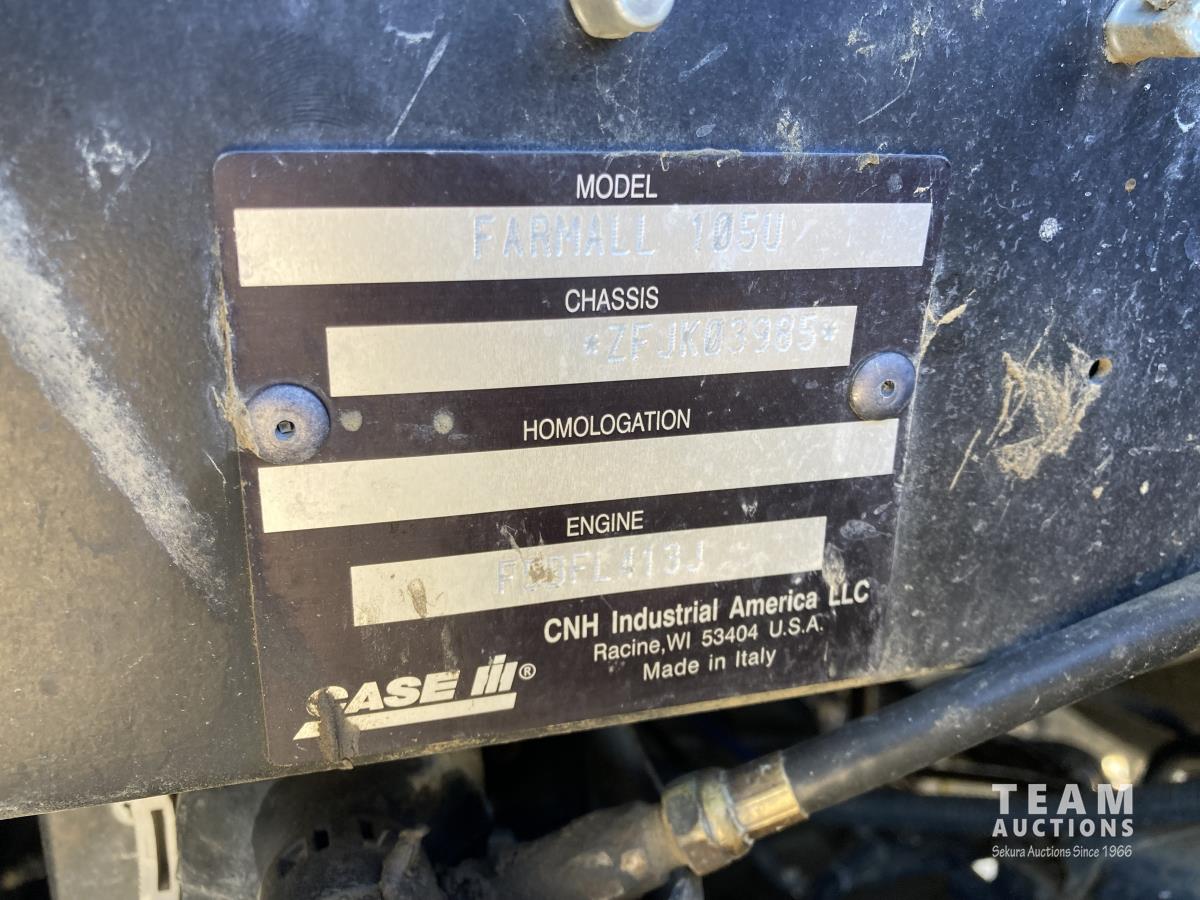 MODEL
FARMALL 105U
CHASSIS
*ZFJK03985*
HOMOLOGATION
ENGINE
CNH Industrial America LLC
Racine, WI 53404 U.S.A.
Made in Italy
CASE IH®
TEAM
AUCTIONS
Sekura Auctions Since 1966